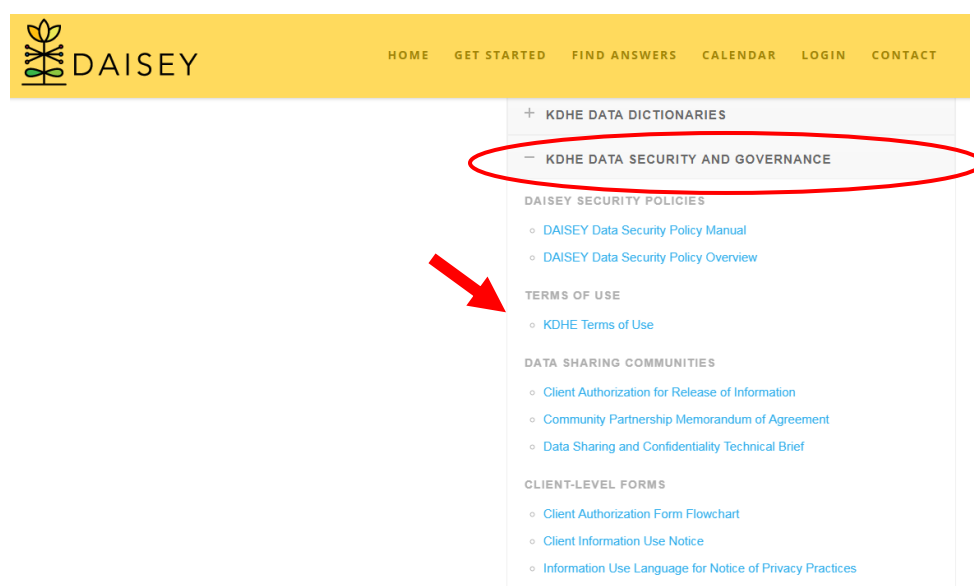 DAISEY
HOME GET STARTED FIND ANSWERS CALENDAR LOGIN CONTACT
+ KDHE DATA DICTIONARIES
− KDHE DATA SECURITY AND GOVERNANCE
DAISEY SECURITY POLICIES
DAISEY Data Security Policy Manual
DAISEY Data Security Policy Overview
TERMS OF USE
KDHE Terms of Use
DATA SHARING COMMUNITIES
Client Authorization for Release of Information
Community Partnership Memorandum of Agreement
Data Sharing and Confidentiality Technical Brief
CLIENT-LEVEL FORMS
Client Authorization Form Flowchart
Client Information Use Notice
Information Use Language for Notice of Privacy Practices